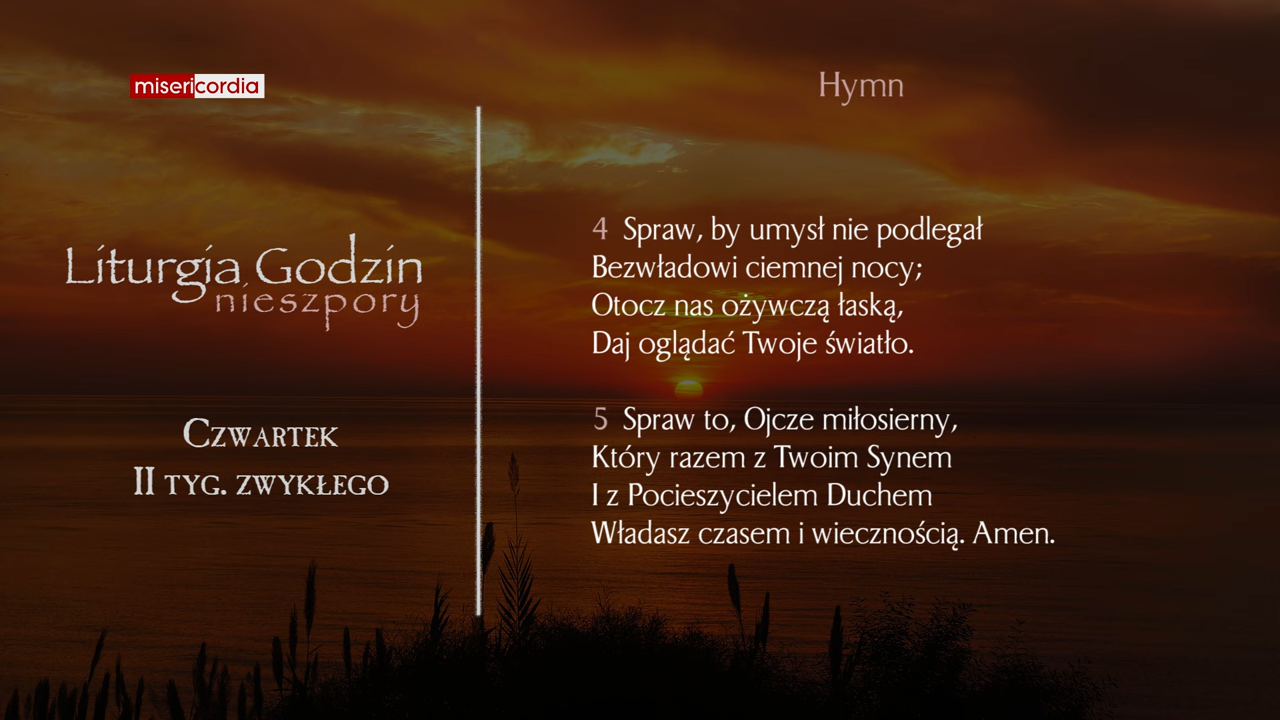 misericordia
Liturgia Godzin
nieszpory
Czwartek
II tyg. zwykłego
Hymn
4 Spraw, by umysł nie podlegał
Bezwładowi ciemnej nocy;
Otocz nas ożywczą łaską,
Daj oglądać Twoje światło.
5 Spraw to, Ojcze miłosierny,
Który razem z Twoim Synem
I z Pocieszycielem Duchem
Władasz czasem i wiecznością. Amen.